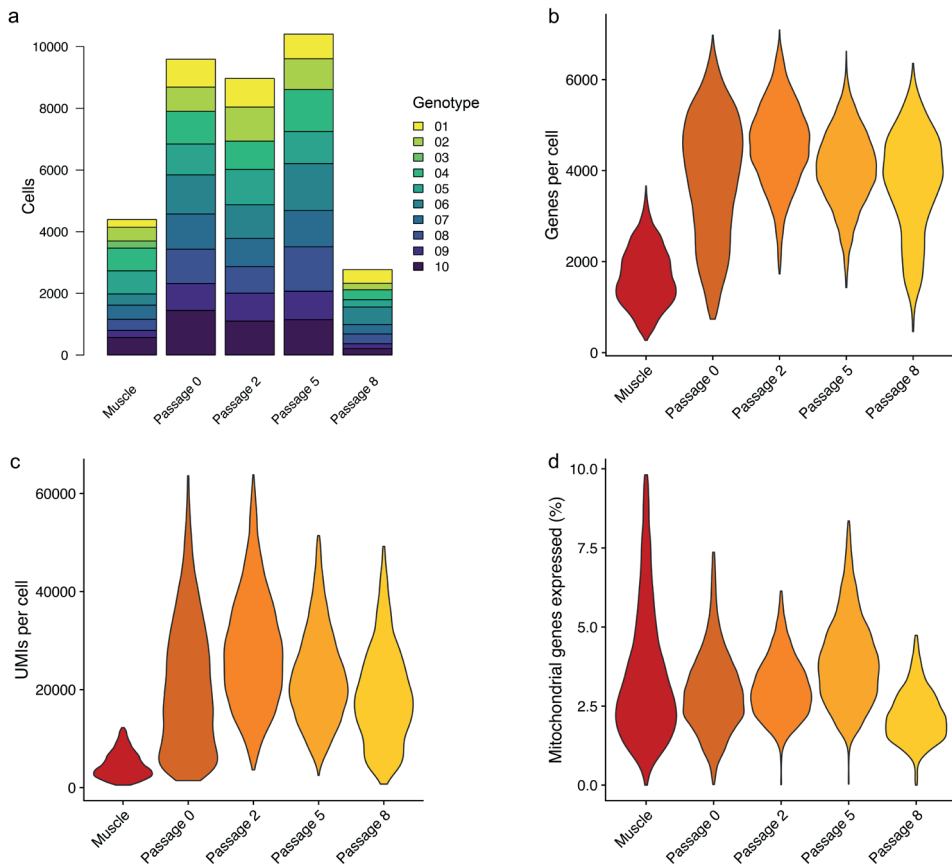 a
Cells
10000
8000
6000
4000
2000
0
Muscle
Passage 0
Passage 2
Passage 5
Passage 8
Genotype
01
02
03
04
05
06
07
08
09
10
b
Genes per cell
6000
4000
2000
0
Muscle
Passage 0
Passage 2
Passage 5
Passage 8
c
UMIs per cell
60000
40000
20000
0
Muscle
Passage 0
Passage 2
Passage 5
Passage 8
d
Mitochondrial genes expressed (%)
10.0
7.5
5.0
2.5
0.0
Muscle
Passage 0
Passage 2
Passage 5
Passage 8